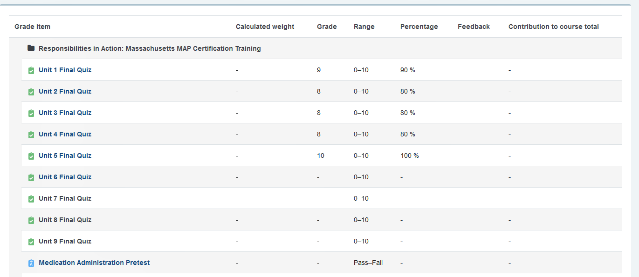 Grade Item Calculated weight Grade Range Percentage Feedback Contribution to course total
Responsibilities in Action: Massachusetts MAP Certification Training
Unit 1 Final Quiz - 9 0–10 90 % -
Unit 2 Final Quiz 8 0–10 80 %
Unit 3 Final Quiz - 8 0–10 80 % -
Unit 4 Final Quiz - 8 0–10 80 % -
Unit 5 Final Quiz - 10 0–10 100 % -
Unit 6 Final Quiz - - 0–10 - -
Unit 7 Final Quiz 0–10
Unit 8 Final Quiz - - 0–10 - -
Unit 9 Final Quiz - - 0–10 - -
Medication Administration Pretest - - Pass–Fail - -